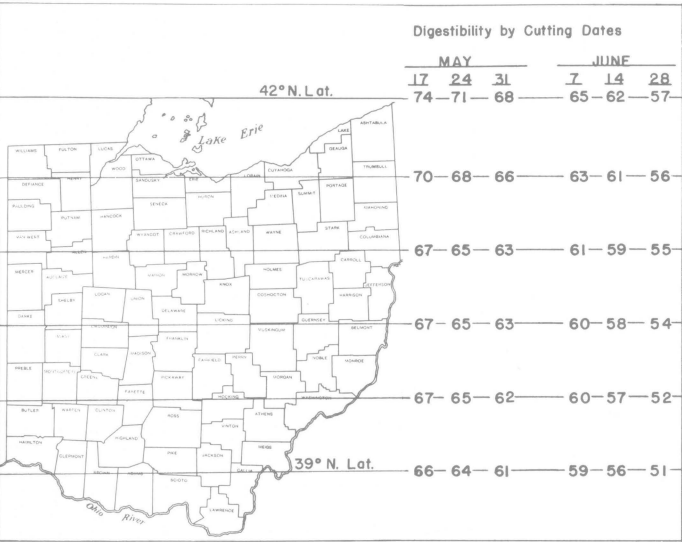 Digestibility by Cutting Dates
MAY JUNE
17 24 31 7 14 28
42° N. Lat. 74 — 71 — 68 65 — 62 — 57
Lake Erie
ASHTABULA
LAKE
GEAUGA
WILLIAMS FULTON LUCAS
OTTAWA
WOOD
CUYAHOGA TRUMBULL
LORAIN
70 — 68 — 66 63 — 61 — 56
DEFIANCE HENRY SANDUSKY ERIE
HURON MEDINA SUMMIT PORTAGE
SENECA
PAULDING MAHONING
PUTNAM HANCOCK
VAN WERT WYANDOT CRAWFORD RICHLAND ASHLAND WAYNE STARK
COLUMBIANA
67 — 65 — 63 61 — 59 — 55
ALLEN HARDIN CARROLL
MERCER AUGLAIZE MARION MORROW HOLMES TUSCARAWAS
KNOX JEFFERSON
SHELBY LOGAN UNION COSHOCTON HARRISON
DELAWARE
DARKE LICKING GUERNSEY
67 — 65 — 63 60 — 58 — 54
CHAMPAIGN MUSKINGUM BELMONT
MIAMI FRANKLIN
CLARK MADISON
FAIRFIELD PERRY NOBLE MONROE
PREBLE MONTGOMERY GREENE PICKAWAY MORGAN
FAYETTE HOCKING WASHINGTON
67 — 65 — 62 60 — 57 — 52
BUTLER WARREN CLINTON ROSS ATHENS
VINTON
HIGHLAND
HAMILTON CLERMONT PIKE JACKSON MEIGS
39° N. Lat. 66 — 64 — 61 59 — 56 — 51
GALLIA
BROWN ADAMS SCIOTO
LAWRENCE
Ohio River